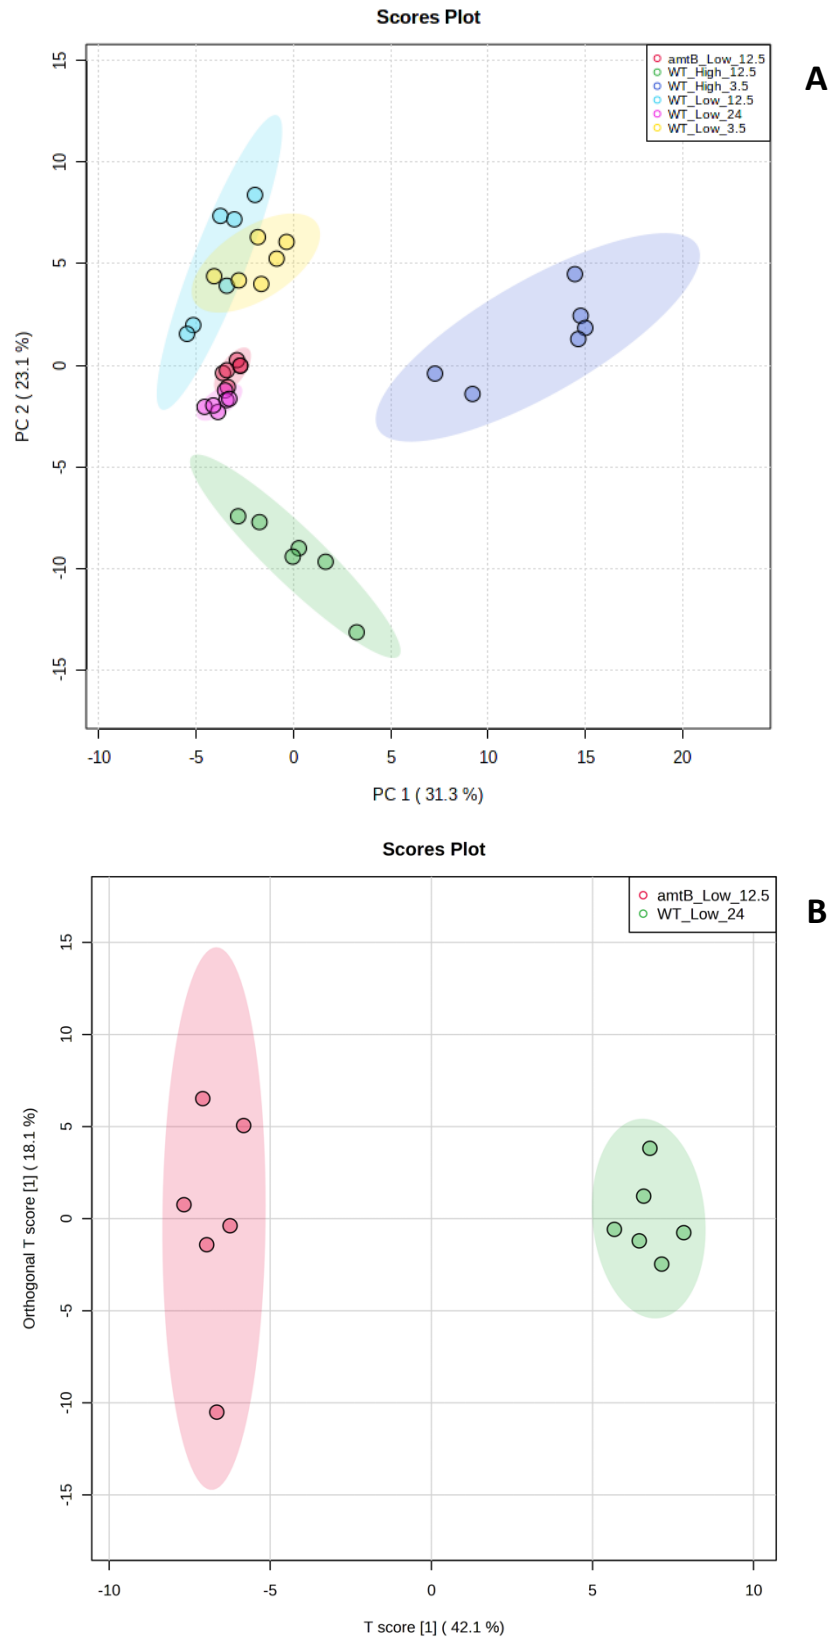 Scores Plot
A
amtB_Low_12.5
WT_High_12.5
WT_High_3.5
WT_Low_12.5
WT_Low_24
WT_Low_3.5
15
10
5
0
-5
-10
-15
PC 2 ( 23.1 %)
-10 -5 0 5 10 15 20
PC 1 ( 31.3 %)
Scores Plot
B
amtB_Low_12.5
WT_Low_24
15
10
5
0
-5
-10
-15
Orthogonal T score [1] ( 18.1 %)
-10 -5 0 5 10
T score [1] ( 42.1 %)